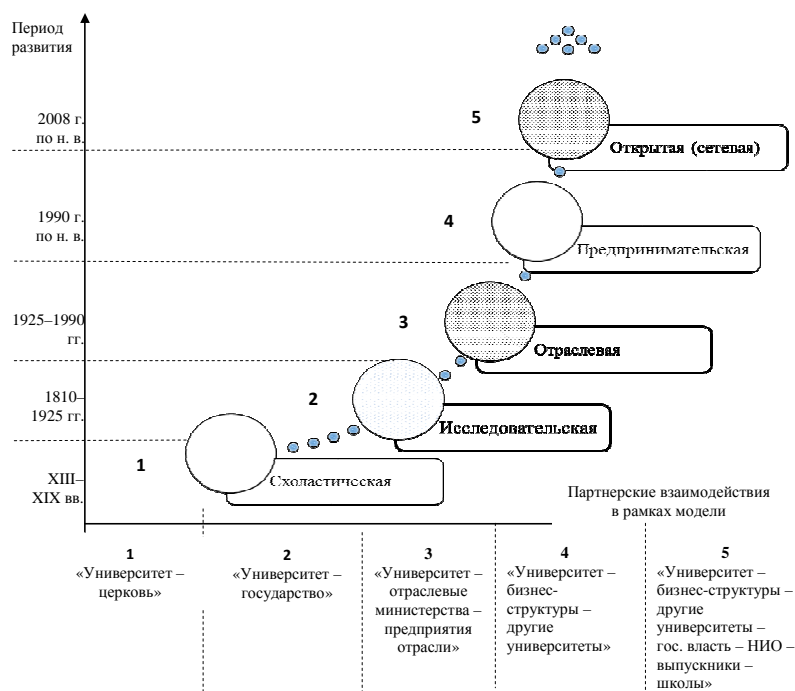 Период
развития
2008 г.
по н. в.
5
Открытая (сетевая)
1990 г.
по н. в.
4
Предпринимательская
1925–1990
гг.
3
Отраслевая
1810–
1925 гг.
2
Исследовательская
XIII–
XIX вв.
1
Схоластическая
Партнерские взаимодействия
в рамках модели
1
«Университет –
церковь»
2
«Университет –
государство»
3
«Университет –
отраслевые
министерства –
предприятия
отрасли»
4
«Университет –
бизнес-
структуры –
другие
университеты»
5
«Университет –
бизнес-структуры –
другие
университеты –
гос. власть – НИО –
выпускники –
школы»